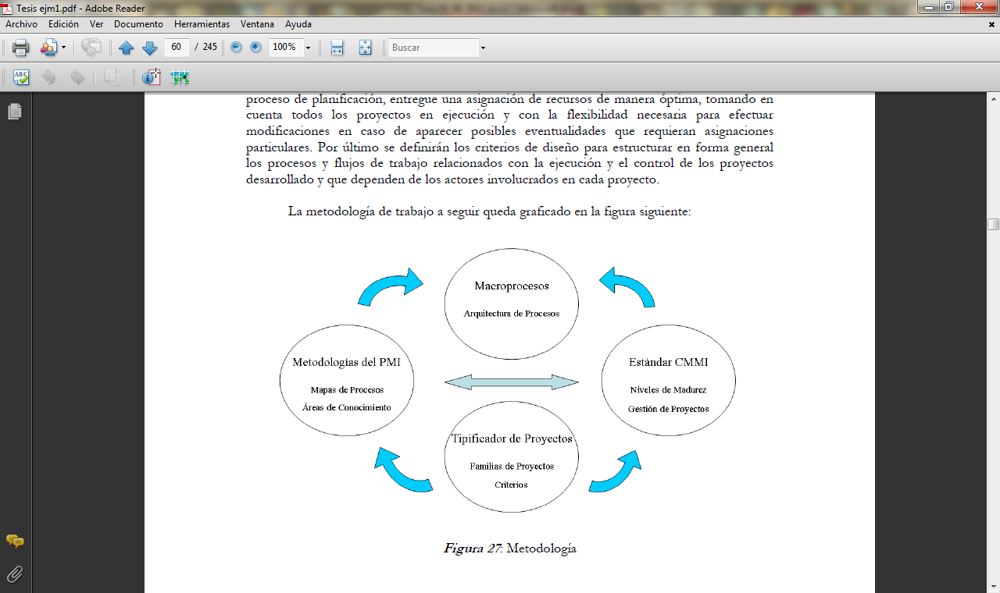 Tesis ejm1.pdf - Adobe Reader
Archivo Edición Ver Documento Herramientas Ventana Ayuda
60 / 245 100% Buscar
ABC
proceso de planificación, entregue una asignación de recursos de manera óptima, tomando en
cuenta todos los proyectos en ejecución y con la flexibilidad necesaria para efectuar
modificaciones en caso de aparecer posibles eventualidades que requieran asignaciones
particulares. Por último se definirán los criterios de diseño para estructurar en forma general
los procesos y flujos de trabajo relacionados con la ejecución y el control de los proyectos
desarrollado y que dependen de los actores involucrados en cada proyecto.
La metodología de trabajo a seguir queda graficado en la figura siguiente:
Macroprocesos
Arquitectura de Procesos
Metodologías del PMI
Mapas de Procesos
Áreas de Conocimiento
Estándar CMMI
Niveles de Madurez
Gestión de Proyectos
Tipificador de Proyectos
Familias de Proyectos
Criterios
Figura 27: Metodología